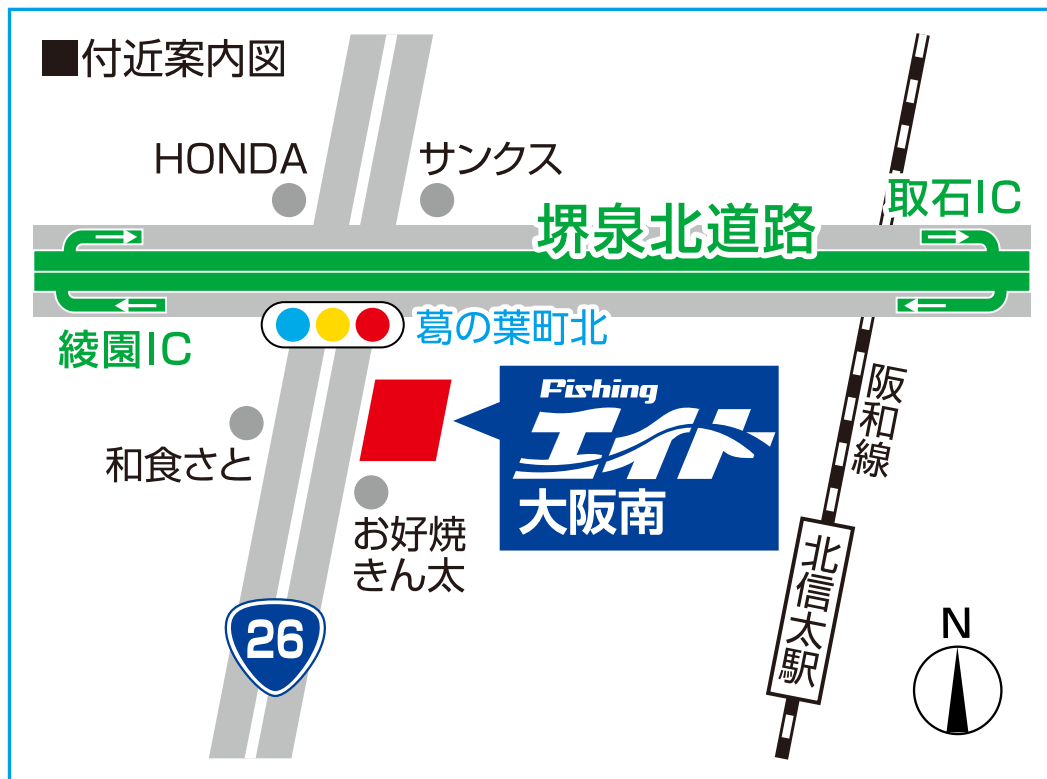 ■付近案内図
HONDA
サンクス
取石IC
堺泉北道路
綾園IC
葛の葉町北
阪和線
和食さと
Fishing
エイト
大阪南
お好焼
きん太
北信太駅
26
N